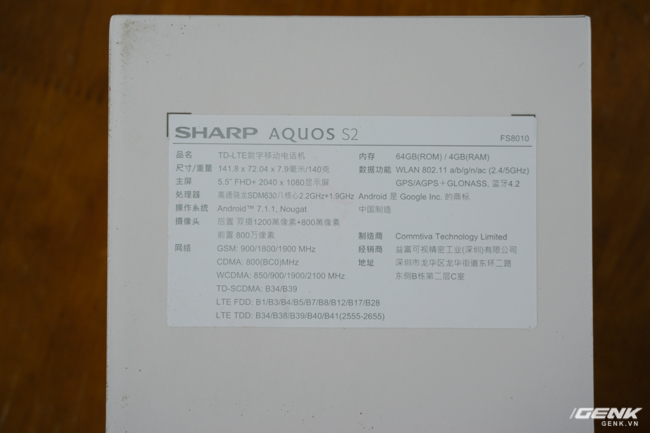 SHARP AQUOS S2 FS8010
品名 TD-LTE数字移动电话机
尺寸/重量 141.8 x 72.04 x 7.9毫米/140克
主屏 5.5" FHD+ 2040 x 1080显示屏
处理器 高通骁龙SDM630八核心2.2GHz+1.9GHz
操作系统 Android™ 7.1.1, Nougat
摄像头 后置 双摄1200万像素+800万像素
前置 800万像素
网络 GSM: 900/1800/1900 MHz
CDMA: 800(BC0)MHz
WCDMA: 850/900/1900/2100 MHz
TD-SCDMA: B34/B39
LTE FDD: B1/B3/B4/B5/B7/B8/B12/B17/B28
LTE TDD: B34/B38/B39/B40/B41(2555-2655)
内存 64GB(ROM) / 4GB(RAM)
数据功能 WLAN 802.11 a/b/g/n/ac (2.4/5GHz)
GPS/AGPS + GLONASS, 蓝牙4.2
Android 是 Google Inc. 的商标
中国制造
制造商 Commtiva Technology Limited
经销商 益富可视精密工业(深圳)有限公司
地址 深圳市龙华区龙华街道东环二路
东侧B栋第二层C室
GENK
GENK.VN